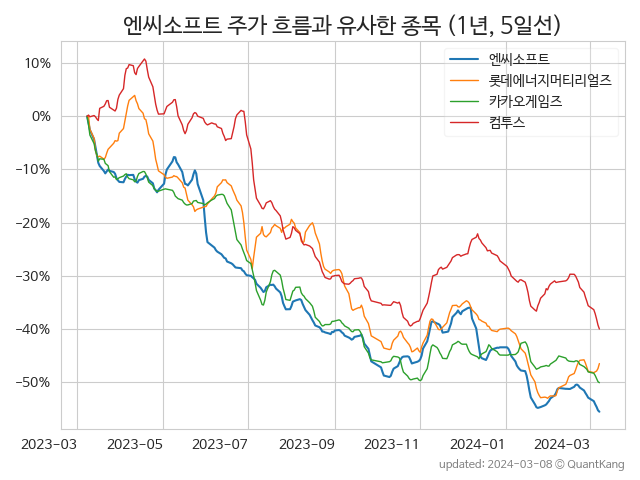 엔씨소프트 주가 흐름과 유사한 종목 (1년, 5일선)
엔씨소프트
롯데에너지머티리얼즈
카카오게임즈
컴투스
10%
0%
−10%
−20%
−30%
−40%
−50%
2023-03 2023-05 2023-07 2023-09 2023-11 2024-01 2024-03
updated: 2024-03-08 © QuantKang